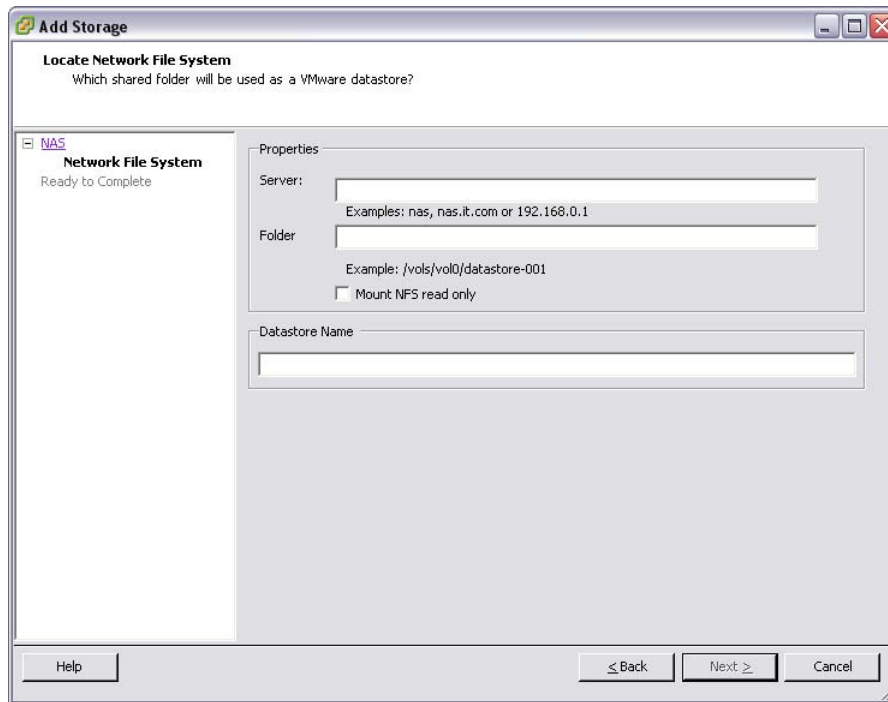 Add Storage
Locate Network File System
Which shared folder will be used as a VMware datastore?
NAS
Network File System
Ready to Complete
Properties
Server:
Examples: nas, nas.it.com or 192.168.0.1
Folder
Example: /vols/vol0/datastore-001
Mount NFS read only
Datastore Name
Help
< Back
Next >
Cancel